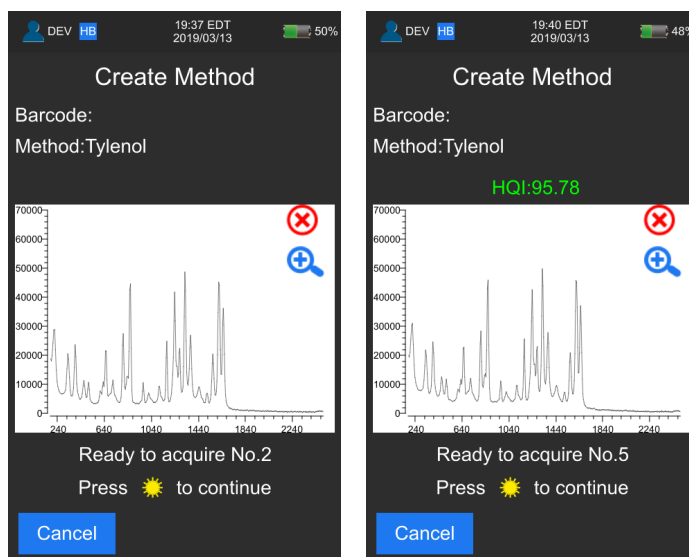 DEV HB 19:37 EDT 50%
2019/03/13
Create Method
Barcode:
Method:Tylenol
70000
60000
50000
40000
30000
20000
10000
0
240 640 1040 1440 1840 2240
Ready to acquire No.2
Press to continue
Cancel
DEV HB 19:40 EDT 48%
2019/03/13
Create Method
Barcode:
Method:Tylenol
HQI:95.78
70000
60000
50000
40000
30000
20000
10000
0
240 640 1040 1440 1840 2240
Ready to acquire No.5
Press to continue
Cancel